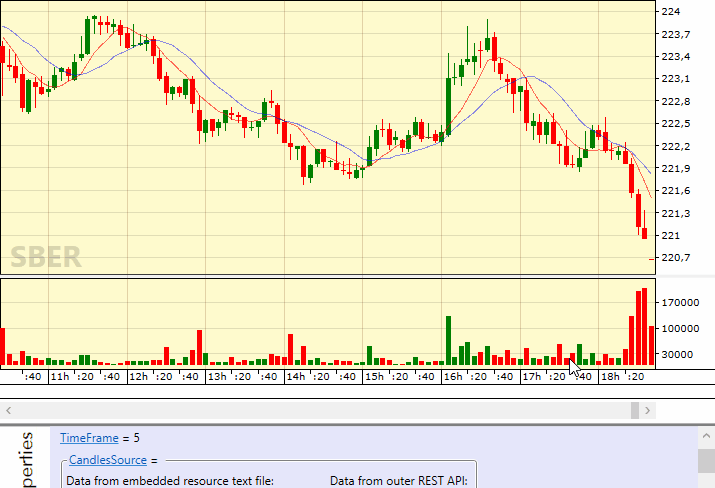 224
223,7
223,4
223,1
222,8
222,5
222,2
221,9
221,6
221,3
221
220,7
SBER
170000
100000
30000
:40 11h :20 :40 12h :20 :40 13h :20 :40 14h :20 :40 15h :20 :40 16h :20 :40 17h :20 :40 18h :20
perties
TimeFrame = 5
CandlesSource =
Data from embedded resource text file: Data from outer REST API: